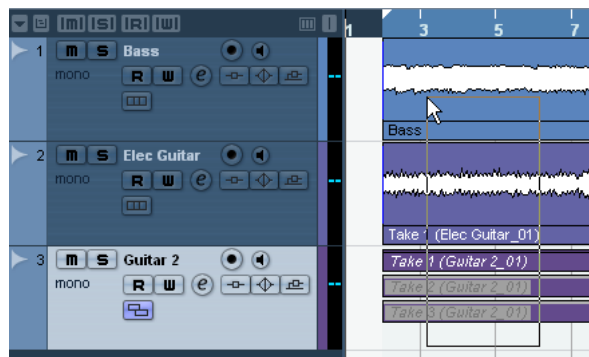 [m] [S] [R] [W]
1 3 5 7
1 m S Bass
mono R W e
Bass
2 m S Elec Guitar
mono R W e
Take 1 (Elec Guitar_01)
3 m S Guitar 2
Take 1 (Guitar 2_01)
mono R W e
Take 2 (Guitar 2_01)
Take 3 (Guitar 2_01)